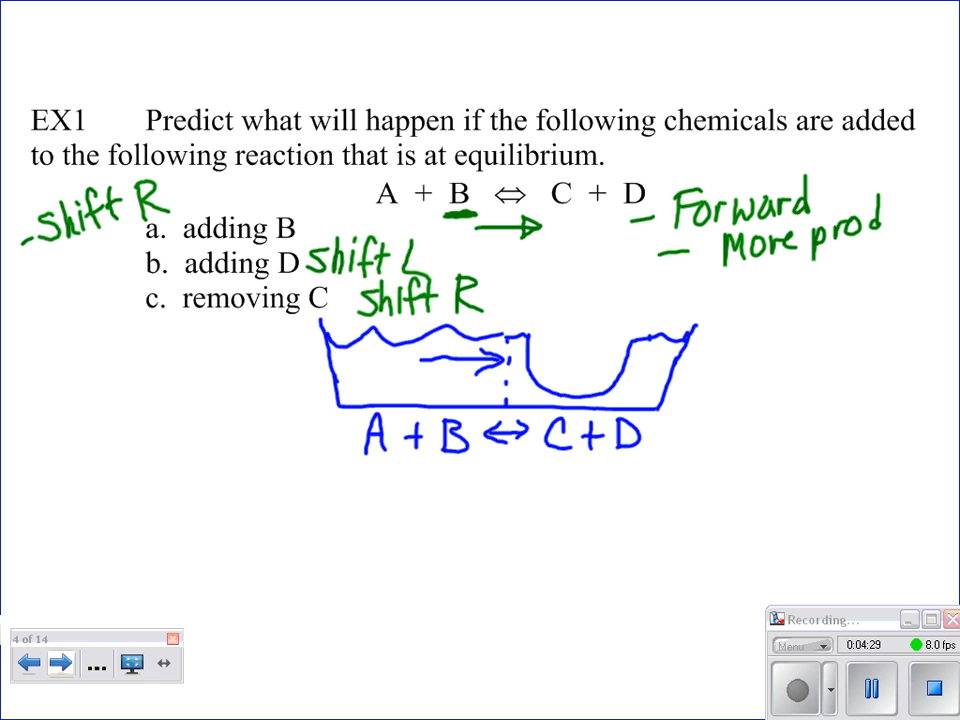 EX1 Predict what will happen if the following chemicals are added
to the following reaction that is at equilibrium.
A + B ⇔ C + D
- Shift R
- Forward
a. adding B
- More prod
b. adding D Shift L
c. removing C Shift R
A + B ↔ C + D
4 of 14
Recording...
Menu
0:04:29
8.0 fps